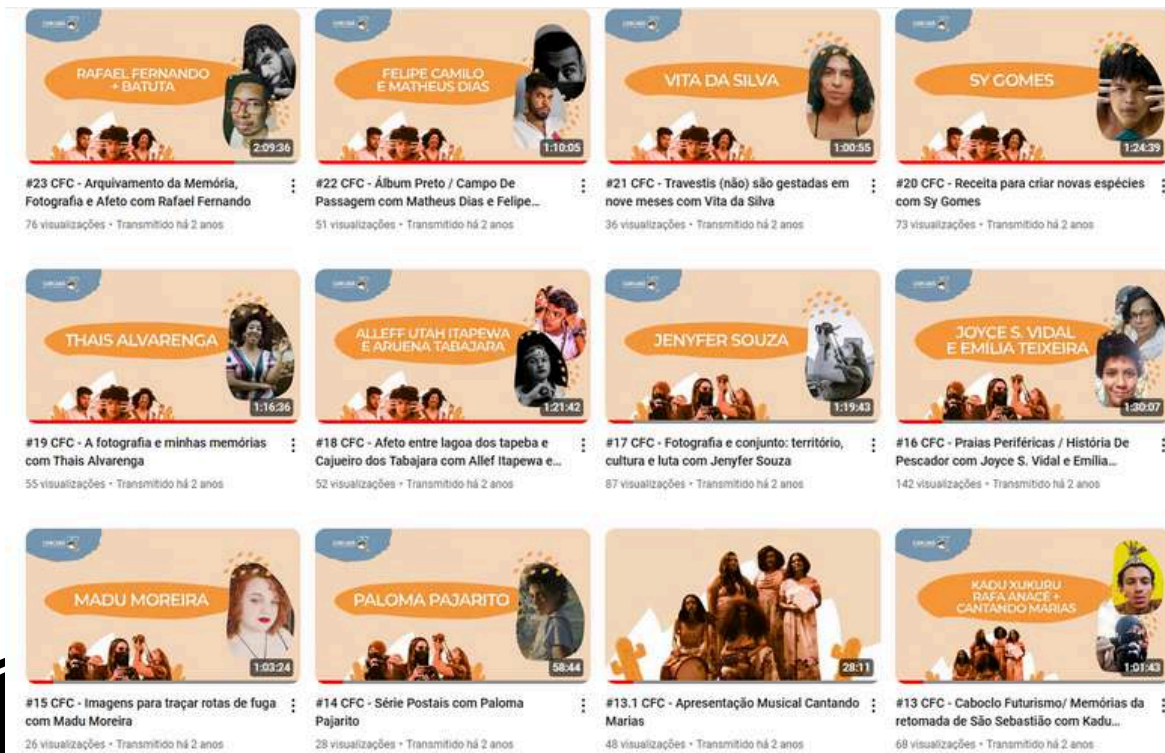 RAFAEL FERNANDO
+ BATUTA
2:09:36
#23 CFC - Arquivamento da Memória,
Fotografia e Afeto com Rafael Fernando
76 visualizações • Transmitido há 2 anos
FELIPE CAMILO
E MATHEUS DIAS
1:10:05
#22 CFC - Álbum Preto / Campo De
Passagem com Matheus Dias e Felipe...
51 visualizações • Transmitido há 2 anos
VITA DA SILVA
1:00:55
#21 CFC - Travestis (não) são gestadas em
nove meses com Vita da Silva
36 visualizações • Transmitido há 2 anos
SY GOMES
1:24:39
#20 CFC - Receita para criar novas espécies
com Sy Gomes
73 visualizações • Transmitido há 2 anos
THAIS ALVARENGA
1:16:36
#19 CFC - A fotografia e minhas memórias
com Thais Alvarenga
55 visualizações • Transmitido há 2 anos
ALLEFF UTAH ITAPEWA
E ARUENA TABAJARA
1:21:42
#18 CFC - Afeto entre lagoa dos tapeba e
Cajueiro dos Tabajara com Allef Itapewa e...
52 visualizações • Transmitido há 2 anos
JENYFER SOUZA
1:19:43
#17 CFC - Fotografia e conjunto: território,
cultura e luta com Jenyfer Souza
87 visualizações • Transmitido há 2 anos
JOYCE S. VIDAL
E EMÍLIA TEIXEIRA
1:30:07
#16 CFC - Praias Periféricas / História De
Pescador com Joyce S. Vidal e Emília...
142 visualizações • Transmitido há 2 anos
MADU MOREIRA
1:03:24
#15 CFC - Imagens para traçar rotas de fuga
com Madu Moreira
26 visualizações • Transmitido há 2 anos
PALOMA PAJARITO
58:44
#14 CFC - Série Postais com Paloma
Pajarito
28 visualizações • Transmitido há 2 anos
28:11
#13.1 CFC - Apresentação Musical Cantando
Marias
48 visualizações • Transmitido há 2 anos
KADU XUKURU
RAFA ANACÉ +
CANTANDO MARIAS
1:01:43
#13 CFC - Caboclo Futurismo/ Memórias da
retomada de São Sebastião com Kadu...
68 visualizações • Transmitido há 2 anos